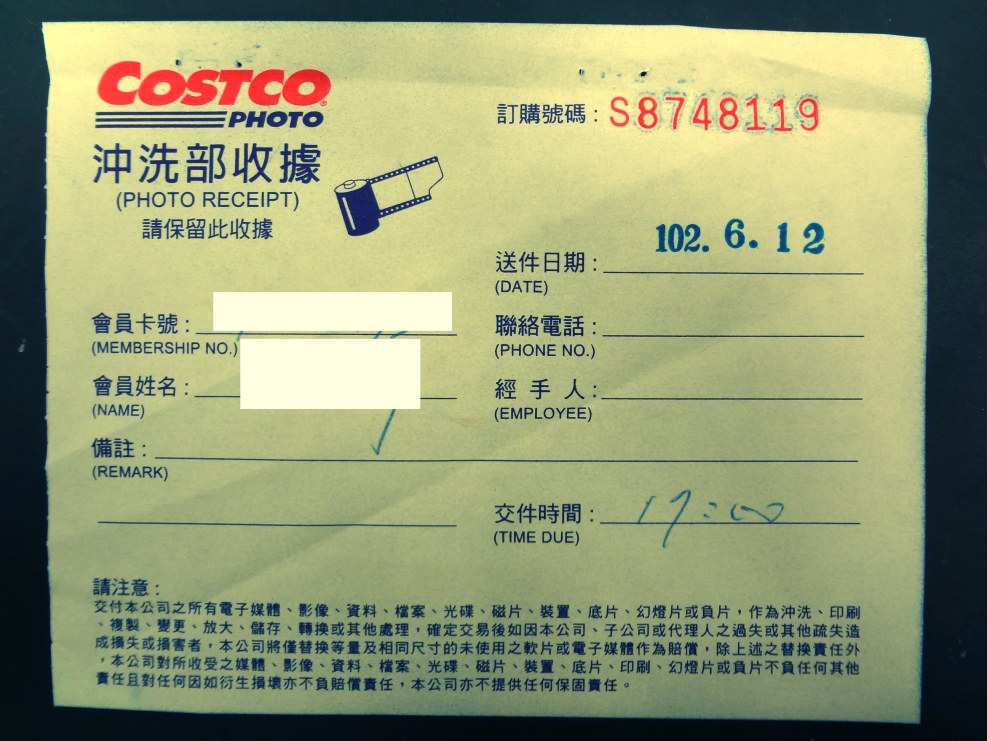 COSTCO
PHOTO
沖洗部收據
(PHOTO RECEIPT)
請保留此收據
訂購號碼：S8748119
送件日期：102. 6. 12
(DATE)
會員卡號：
(MEMBERSHIP NO.)
聯絡電話：
(PHONE NO.)
會員姓名：
(NAME)
經 手 人：
(EMPLOYEE)
備註：
(REMARK)
交件時間：17:00
(TIME DUE)
請注意：
交付本公司之所有電子媒體、影像、資料、檔案、光碟、磁片、裝置、底片、幻燈片或負片，作為沖洗、印刷
、複製、變更、放大、儲存、轉換或其他處理，確定交易後如因本公司、子公司或代理人之過失或其他疏失造
成損失或損害者，本公司將僅替換等量及相同尺寸的未使用之軟片或電子媒體作為賠償，除上述之替換責任外
，本公司對所收受之媒體、影像、資料、檔案、光碟、磁片、裝置、底片、印刷、幻燈片或負片不負任何其他
責任且對任何因如衍生損壞亦不負賠償責任，本公司亦不提供任何保固責任。